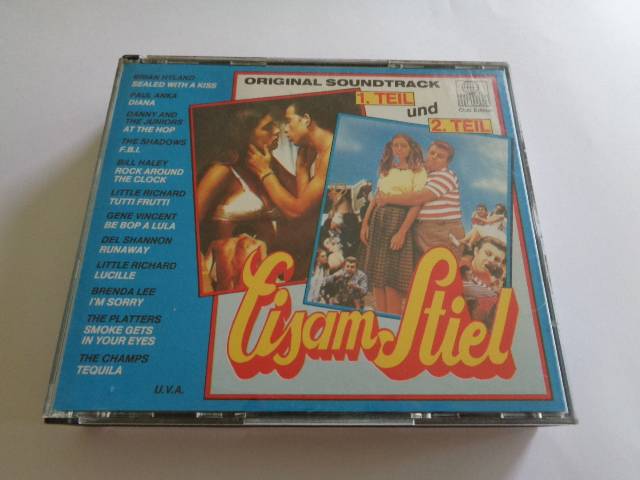 BRIAN HYLAND
SEALED WITH A KISS
PAUL ANKA
DIANA
DANNY AND
THE JUNIORS
AT THE HOP
THE SHADOWS
F.B.I.
BILL HALEY
ROCK AROUND
THE CLOCK
LITTLE RICHARD
TUTTI FRUTTI
GENE VINCENT
BE BOP A LULA
DEL SHANNON
RUNAWAY
LITTLE RICHARD
LUCILLE
BRENDA LEE
I'M SORRY
THE PLATTERS
SMOKE GETS
IN YOUR EYES
THE CHAMPS
TEQUILA
U.V.A.
ORIGINAL SOUNDTRACK
1. TEIL
und
2. TEIL
ariola
Club Edition
Eis am Stiel